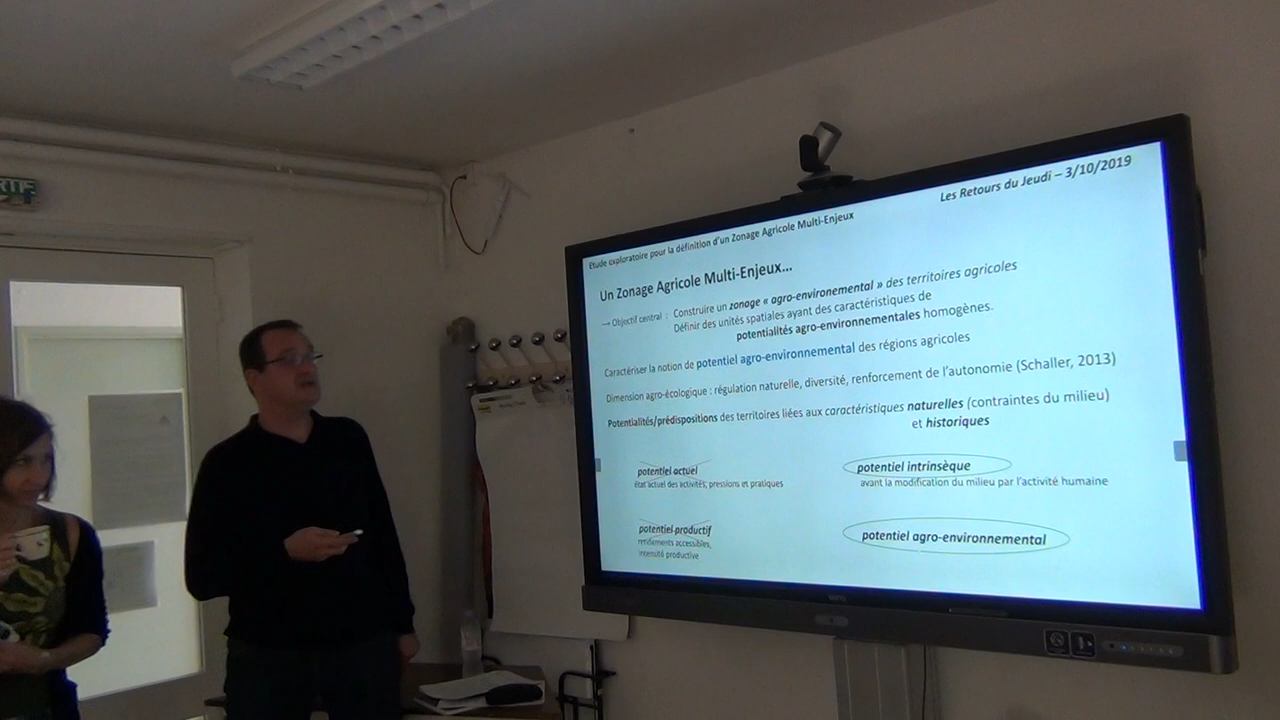 RTIF
Les Retours du Jeudi – 3/10/2019
Etude exploratoire pour la définition d'un Zonage Agricole Multi-Enjeux
Un Zonage Agricole Multi-Enjeux...
→ Objectif central : Construire un zonage « agro-environemental » des territoires agricoles
Définir des unités spatiales ayant des caractéristiques de
potentialités agro-environnementales homogènes.
Caractériser la notion de potentiel agro-environnemental des régions agricoles
Dimension agro-écologique : régulation naturelle, diversité, renforcement de l'autonomie (Schaller, 2013)
Potentialités/prédispositions des territoires liées aux caractéristiques naturelles (contraintes du milieu)
et historiques
potentiel actuel
état actuel des activités, pressions et pratiques
potentiel intrinsèque
avant la modification du milieu par l'activité humaine
potentiel productif
rendements accessibles,
intensité productive
potentiel agro-environnemental